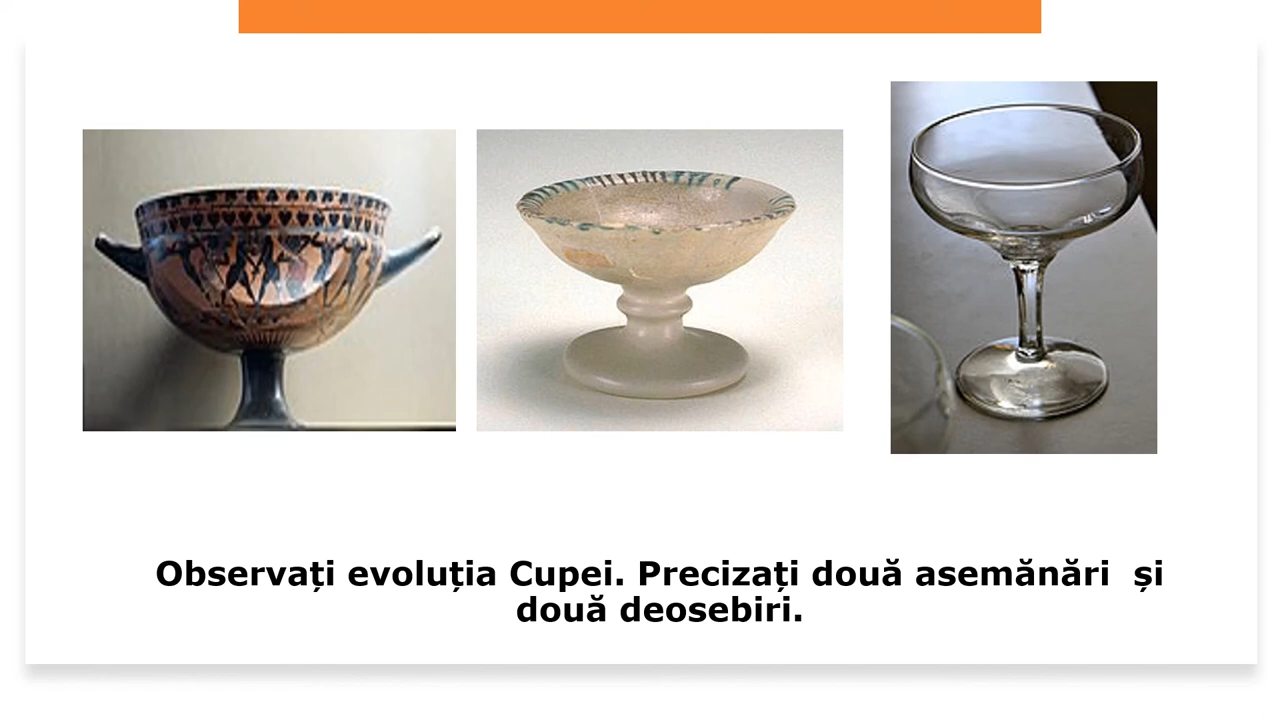 Observați evoluția Cupei. Precizați două asemănări  și
două deosebiri.